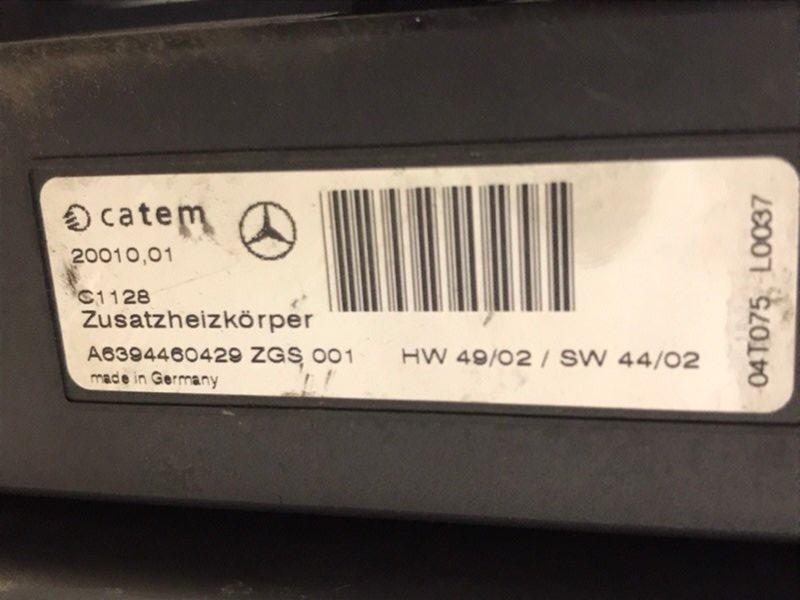 catem
20010,01
C1128
Zusatzheizkörper
A6394460429 ZGS 001 HW 49/02 / SW 44/02
made in Germany
04T075 L0037